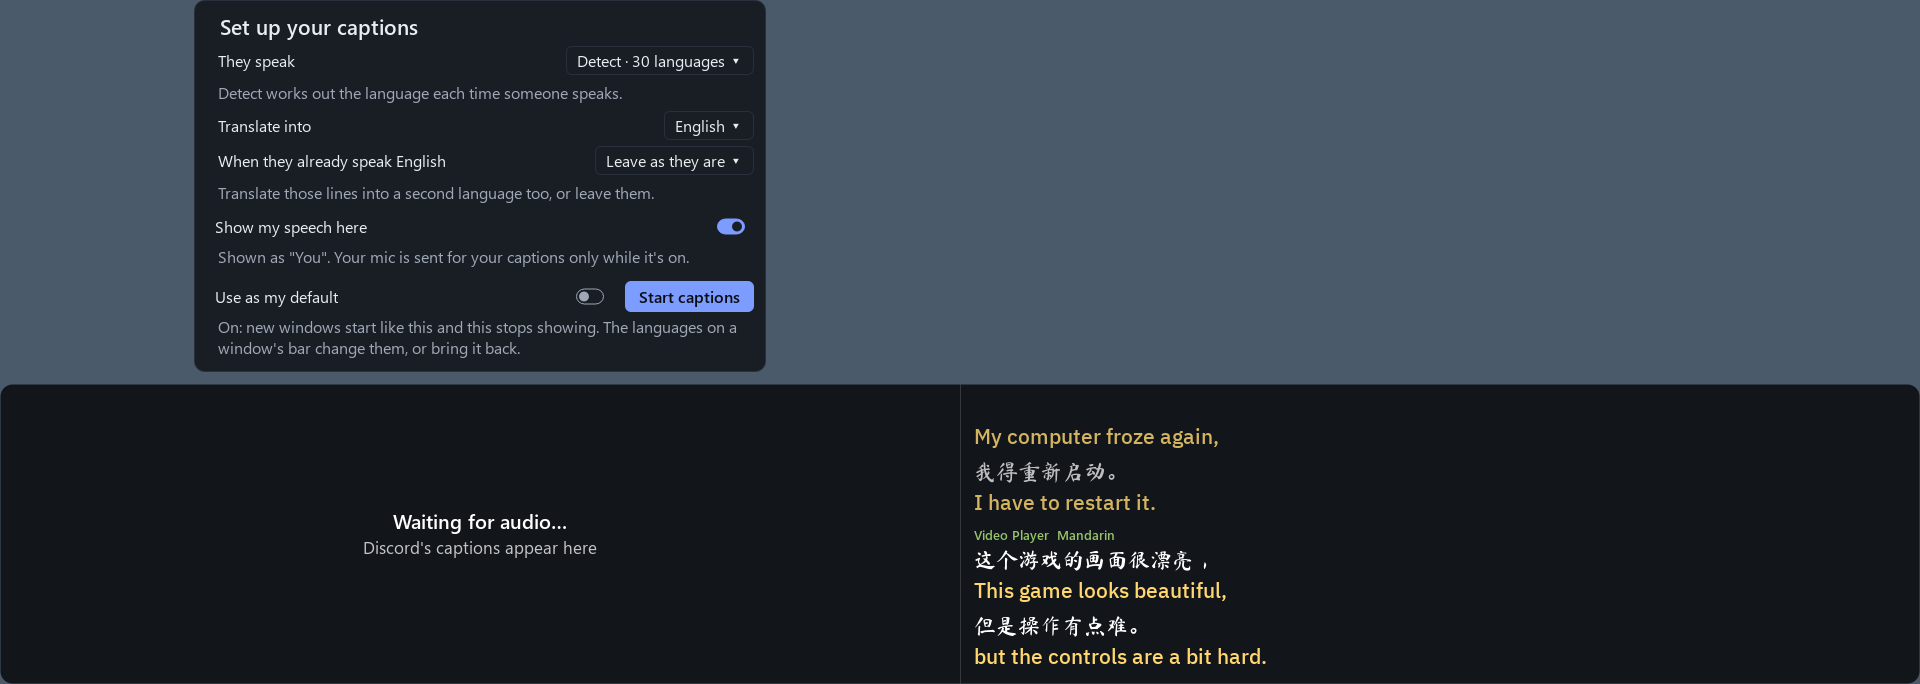 Set up your captions
They speak
Detect · 30 languages ▾
Detect works out the language each time someone speaks.
Translate into
English ▾
When they already speak English
Leave as they are ▾
Translate those lines into a second language too, or leave them.
Show my speech here
Shown as "You". Your mic is sent for your captions only while it's on.
Use as my default
Start captions
On: new windows start like this and this stops showing. The languages on a
window's bar change them, or bring it back.
Waiting for audio...
Discord's captions appear here
My computer froze again,
我得重新启动。
I have to restart it.
Video Player Mandarin
这个游戏的画面很漂亮，
This game looks beautiful,
但是操作有点难。
but the controls are a bit hard.